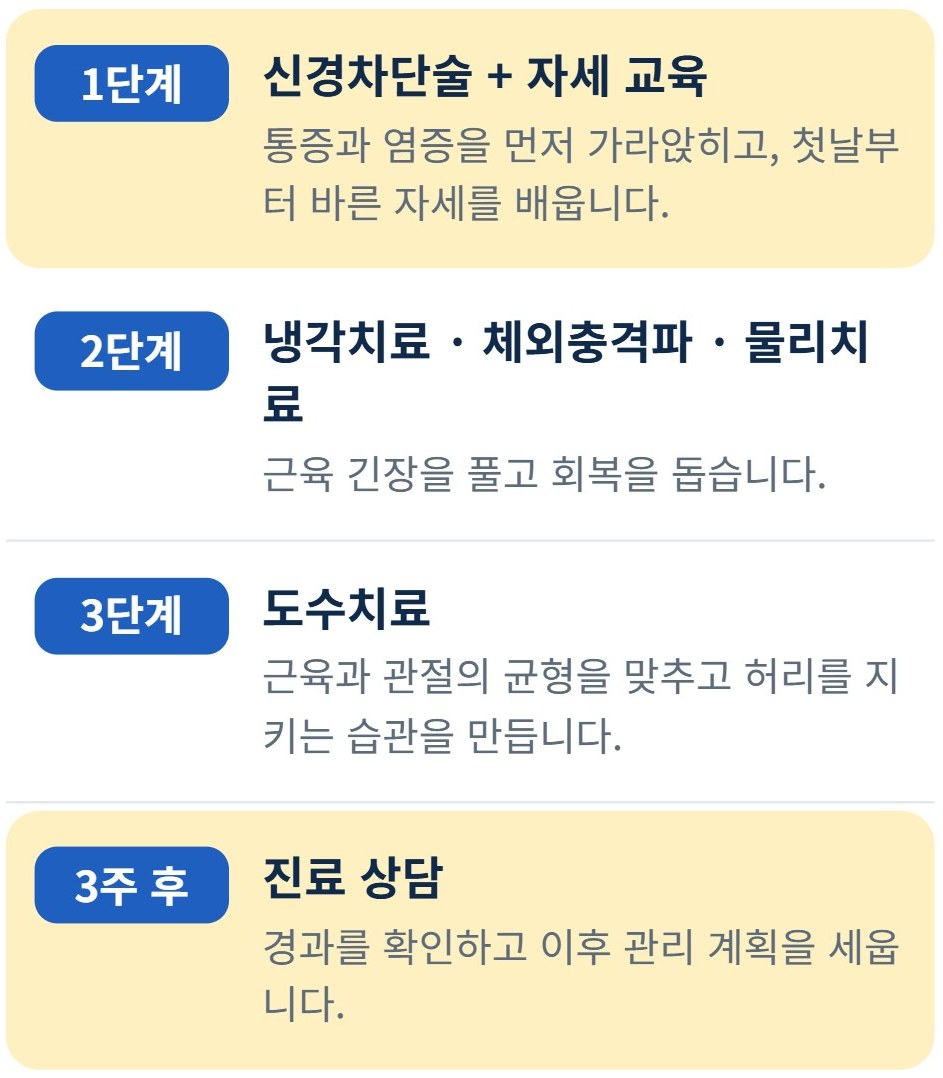 1단계
신경차단술 + 자세 교육
통증과 염증을 먼저 가라앉히고, 첫날부
터 바른 자세를 배웁니다.
2단계
냉각치료 · 체외충격파 · 물리치
료
근육 긴장을 풀고 회복을 돕습니다.
3단계
도수치료
근육과 관절의 균형을 맞추고 허리를 지
키는 습관을 만듭니다.
3주 후
진료 상담
경과를 확인하고 이후 관리 계획을 세웁
니다.